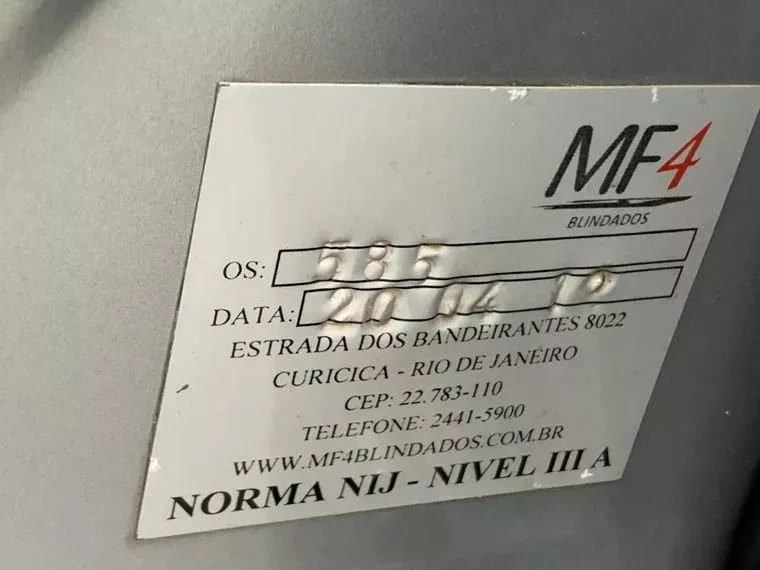 MF4
BLINDADOS
OS: 585
DATA: 20 04 12
ESTRADA DOS BANDEIRANTES 8022
CURICICA - RIO DE JANEIRO
CEP: 22.783-110
TELEFONE: 2441-5900
WWW.MF4BLINDADOS.COM.BR
NORMA NIJ - NIVEL III A